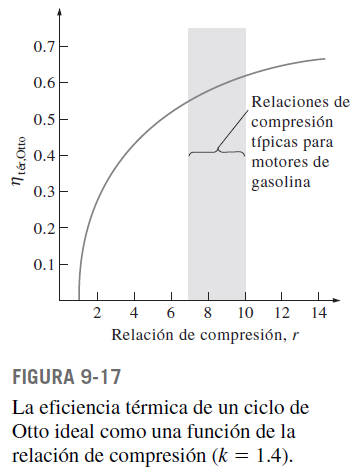 0.7
0.6
0.5
0.4
0.3
0.2
0.1
η tér,Otto
Relaciones de
compresión
típicas para
motores de
gasolina
2 4 6 8 10 12 14
Relación de compresión, r
FIGURA 9-17
La eficiencia térmica de un ciclo de
Otto ideal como una función de la
relación de compresión (k = 1.4).